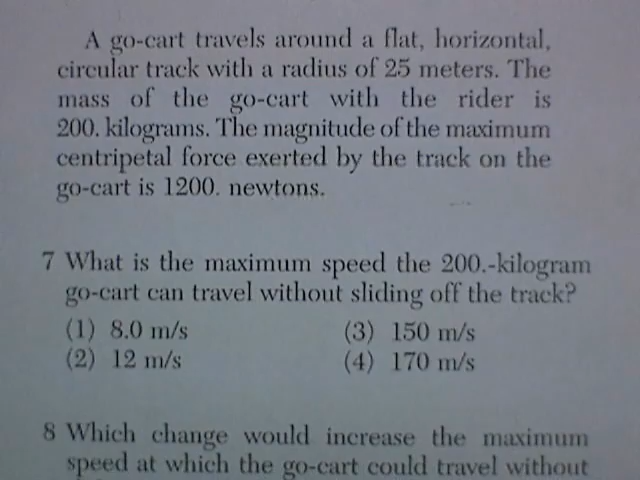 A go-cart travels around a flat, horizontal,
circular track with a radius of 25 meters. The
mass of the go-cart with the rider is
200. kilograms. The magnitude of the maximum
centripetal force exerted by the track on the
go-cart is 1200. newtons.
7 What is the maximum speed the 200.-kilogram
go-cart can travel without sliding off the track?
(1) 8.0 m/s (3) 150 m/s
(2) 12 m/s (4) 170 m/s
8 Which change would increase the maximum
speed at which the go-cart could travel without